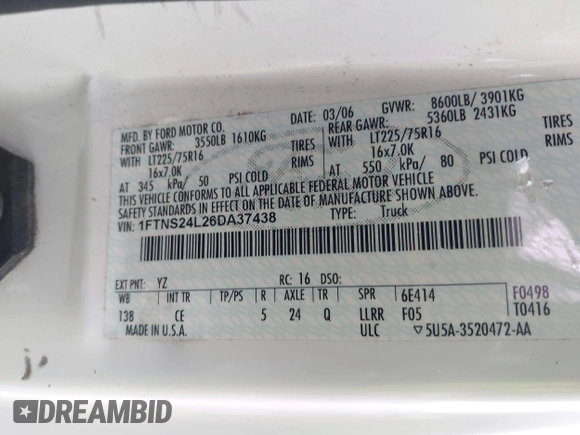 DATE: 03/06 GVWR: 8600LB/ 3901KG
MFD. BY FORD MOTOR CO.
FRONT GAWR: 3550LB 1610KG REAR GAWR: 5360LB 2431KG
WITH LT225/75R16 TIRES WITH LT225/75R16 TIRES
16x7.0K RIMS 16x7.0K RIMS
AT 345 kPa/ 50 PSI COLD AT 550 kPa/ 80 PSI COLD
THIS VEHICLE CONFORMS TO ALL APPLICABLE FEDERAL MOTOR VEHICLE
SAFETY STANDARDS IN EFFECT ON THE DATE OF MANUFACTURE SHOWN ABOVE.
VIN: 1FTNS24L26DA37438 TYPE: Truck
EXT PNT: YZ RC: 16 DSO:
WB INT TR TP/PS R AXLE TR SPR 6E414 F0498
138 CE 5 24 Q LLRR F05 T0416
MADE IN U.S.A. ULC ▽5U5A-3520472-AA
DREAMBID